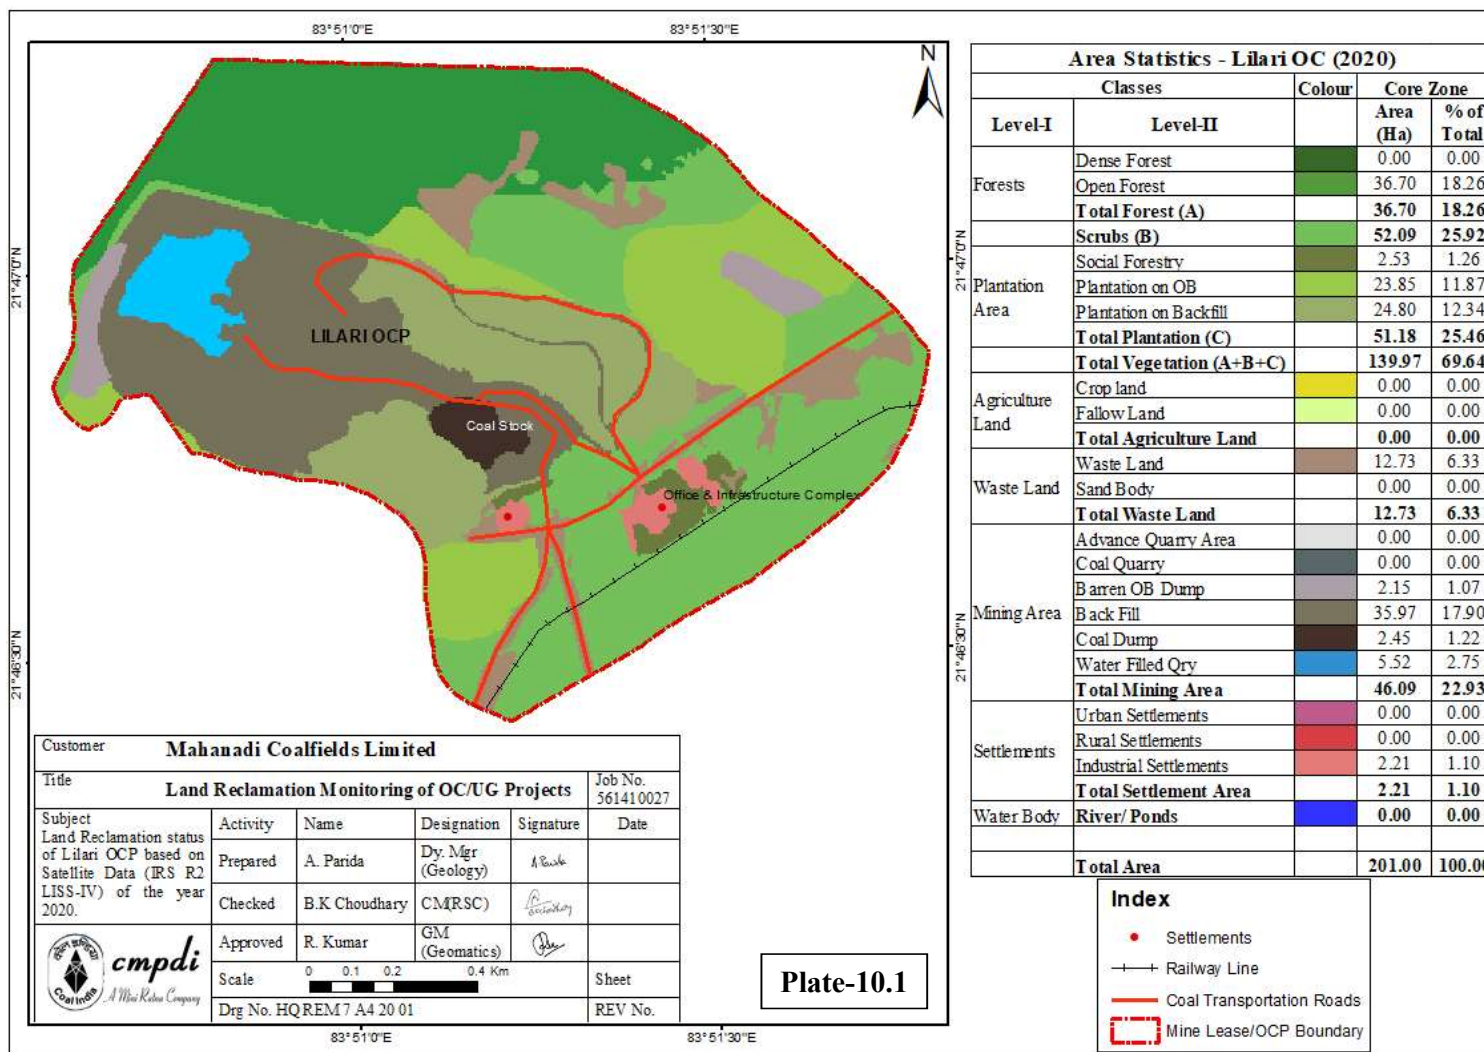 83°51'0"E
83°51'30"E
N
21°47'0"N
21°47'0"N
LILARI OCP
Coal Stock
Office & Infrastructure Complex
21°46'30"N
21°46'30"N
83°51'0"E
83°51'30"E
Area Statistics - Lilari OC (2020)
Classes Colour Core Zone
Level-I Level-II Area (Ha) % of Total
Forests
Dense Forest 0.00 0.00
Open Forest 36.70 18.26
Total Forest (A) 36.70 18.26
Scrubs (B) 52.09 25.92
Plantation Area
Social Forestry 2.53 1.26
Plantation on OB 23.85 11.87
Plantation on Backfill 24.80 12.34
Total Plantation (C) 51.18 25.46
Total Vegetation (A+B+C) 139.97 69.64
Agriculture Land
Crop land 0.00 0.00
Fallow Land 0.00 0.00
Total Agriculture Land 0.00 0.00
Waste Land
Waste Land 12.73 6.33
Sand Body 0.00 0.00
Total Waste Land 12.73 6.33
Mining Area
Advance Quarry Area 0.00 0.00
Coal Quarry 0.00 0.00
Barren OB Dump 2.15 1.07
Back Fill 35.97 17.90
Coal Dump 2.45 1.22
Water Filled Qry 5.52 2.75
Total Mining Area 46.09 22.93
Settlements
Urban Settlements 0.00 0.00
Rural Settlements 0.00 0.00
Industrial Settlements 2.21 1.10
Total Settlement Area 2.21 1.10
Water Body River/ Ponds 0.00 0.00
Total Area 201.00 100.00
Index
Settlements
Railway Line
Coal Transportation Roads
Mine Lease/OCP Boundary
Customer Mahanadi Coalfields Limited
Title Land Reclamation Monitoring of OC/UG Projects
Job No.
561410027
Subject
Land Reclamation status
of Lilari OCP based on
Satellite Data (IRS R2
LISS-IV) of the year
2020.
Activity Name Designation Signature Date
Prepared A. Parida Dy. Mgr (Geology)
Checked B.K Choudhary CM(RSC)
Approved R. Kumar GM (Geomatics)
Scale 0 0.1 0.2 0.4 Km Sheet
Drg No. HQ REM 7 A4 20 01 REV No.
Coal India
cmpdi
A Mini Ratna Company
Plate-10.1